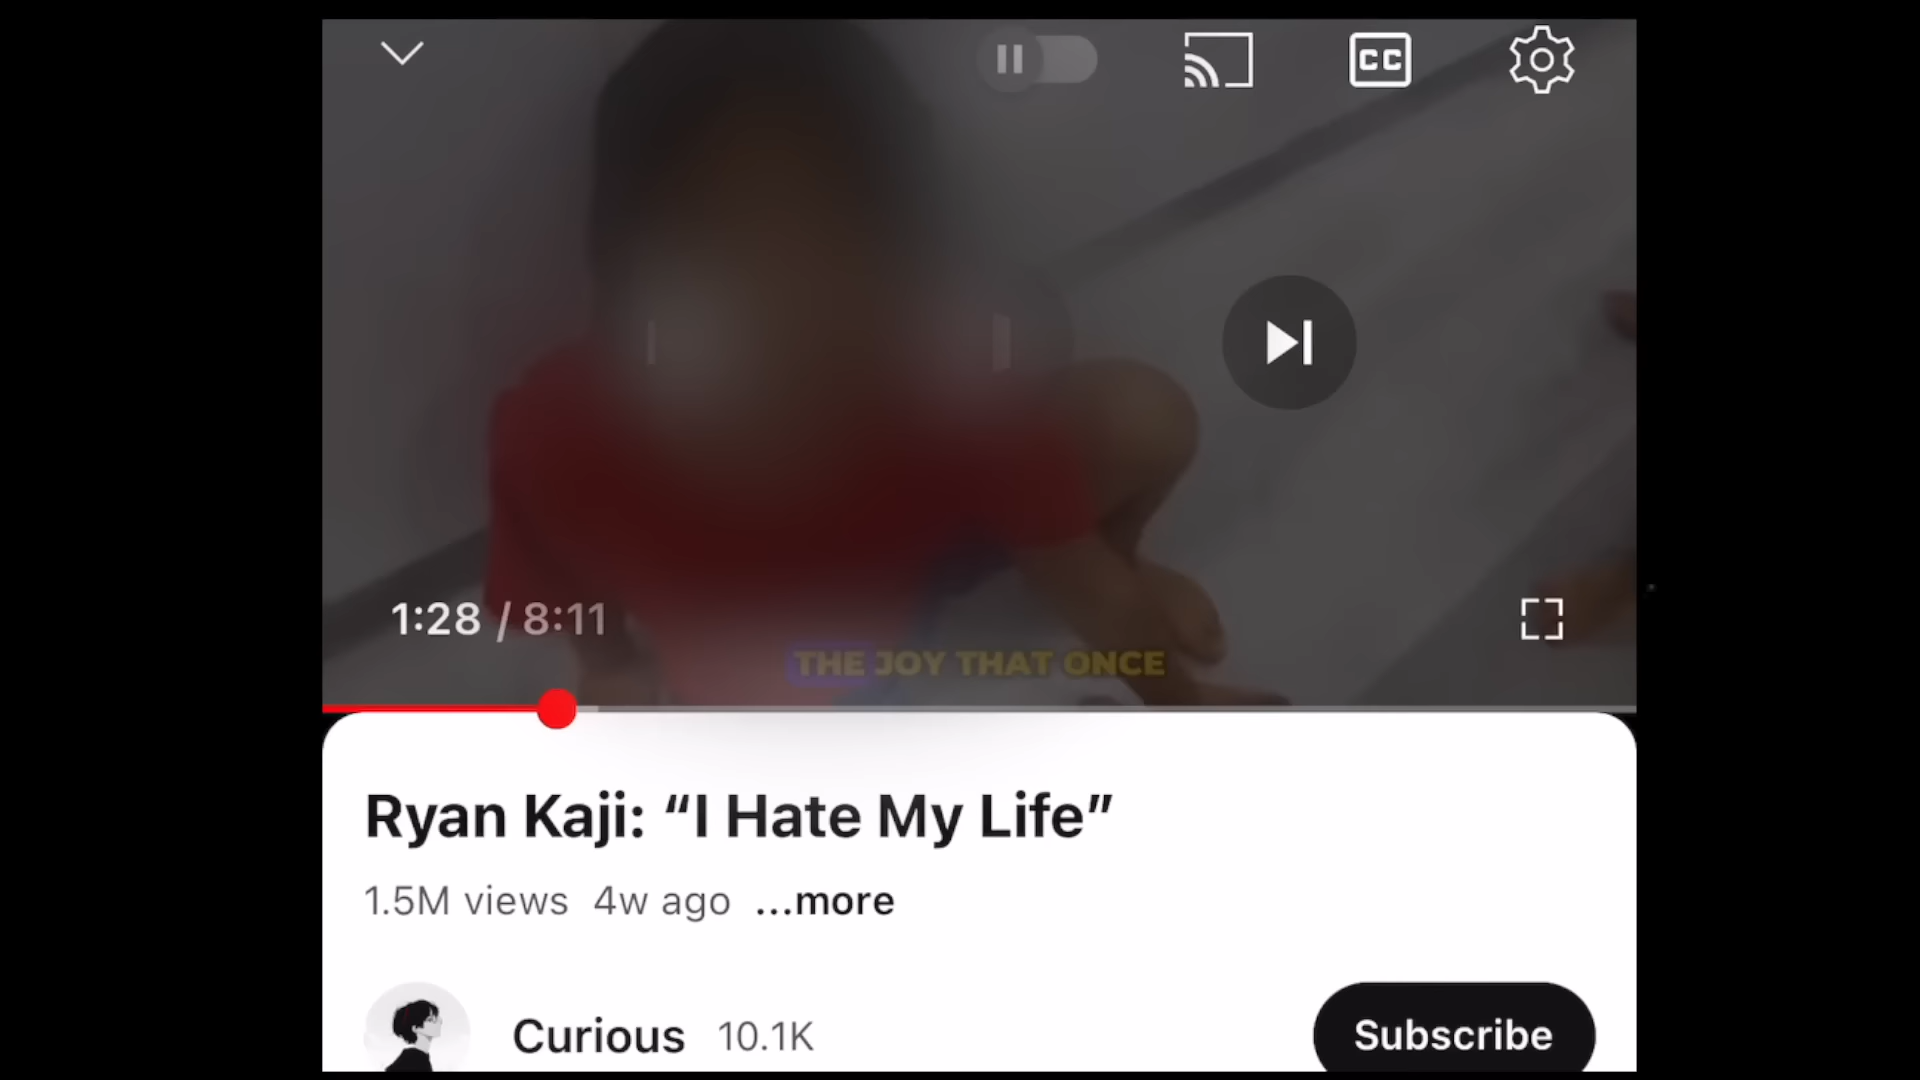 CC
1:28 / 8:11
THE JOY THAT ONCE
Ryan Kaji: “I Hate My Life”
1.5M views 4w ago ...more
Curious 10.1K
Subscribe